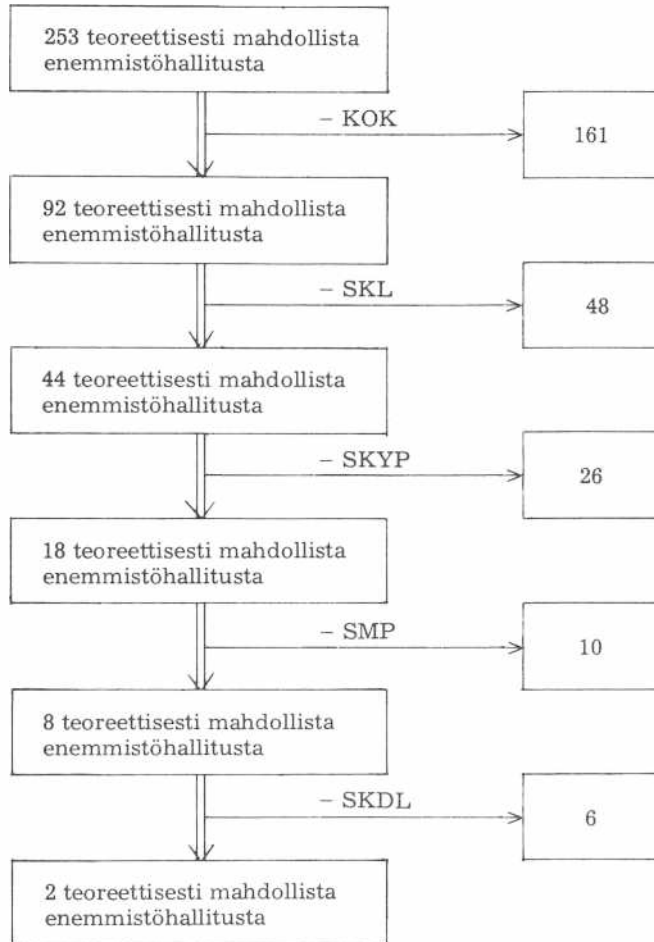 253 teoreettisesti mahdollista
enemmistöhallitusta
– KOK
161
92 teoreettisesti mahdollista
enemmistöhallitusta
– SKL
48
44 teoreettisesti mahdollista
enemmistöhallitusta
– SKYP
26
18 teoreettisesti mahdollista
enemmistöhallitusta
– SMP
10
8 teoreettisesti mahdollista
enemmistöhallitusta
– SKDL
6
2 teoreettisesti mahdollista
enemmistöhallitusta